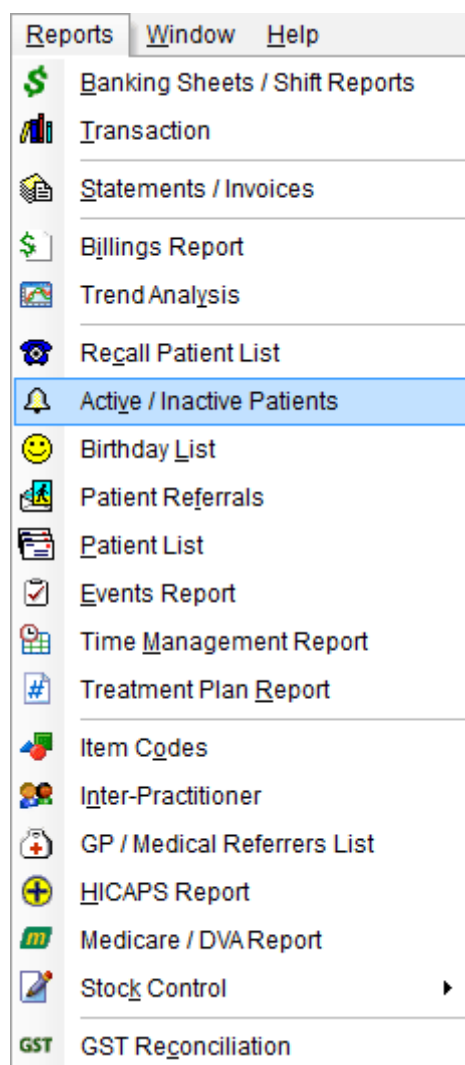 Reports Window Help
Banking Sheets / Shift Reports
Transaction
Statements / Invoices
Billings Report
Trend Analysis
Recall Patient List
Active / Inactive Patients
Birthday List
Patient Referrals
Patient List
Events Report
Time Management Report
Treatment Plan Report
Item Codes
Inter-Practitioner
GP / Medical Referrers List
HICAPS Report
m Medicare / DVA Report
Stock Control
GST GST Reconciliation